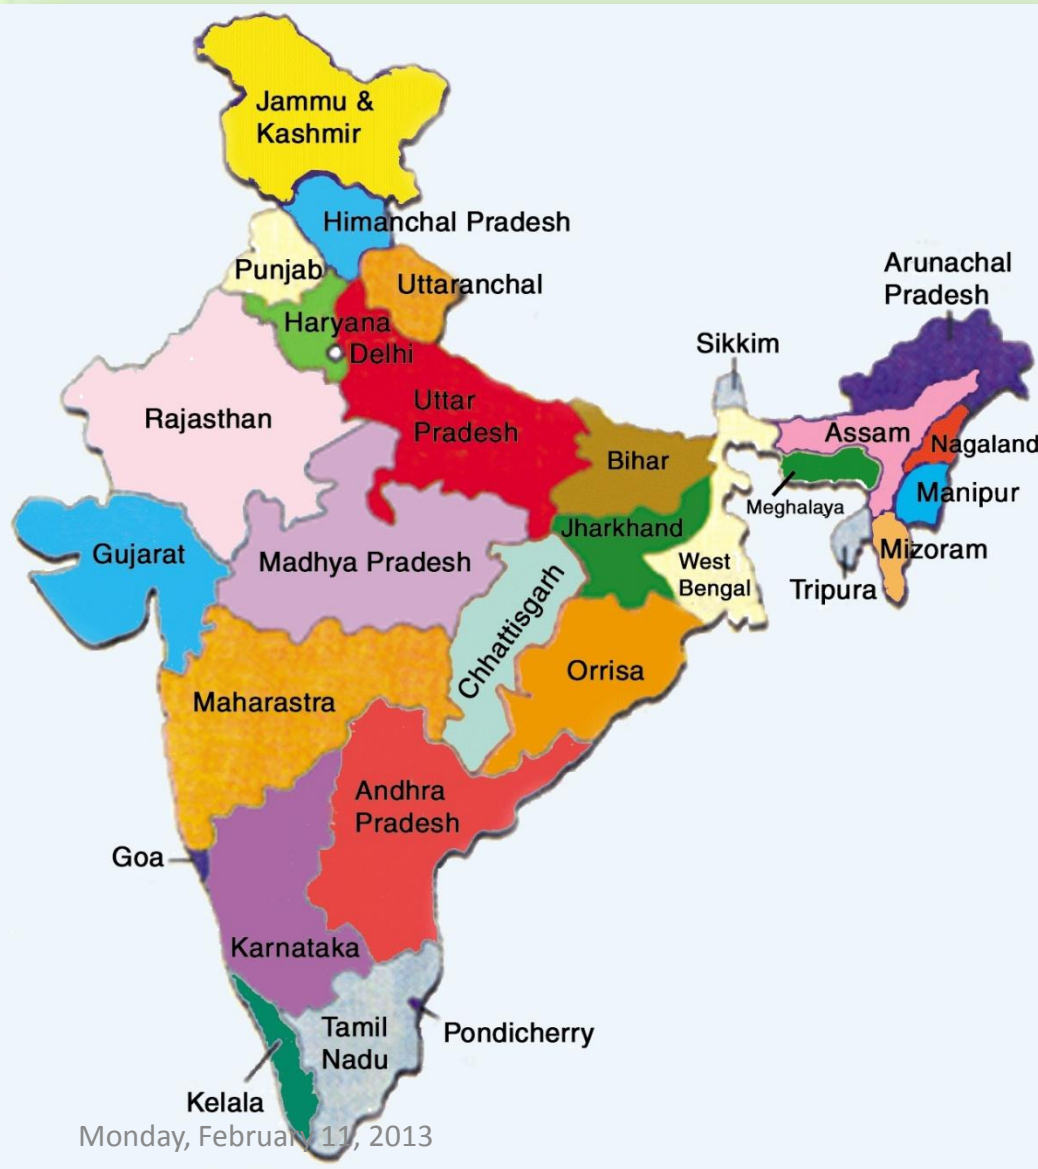 Jammu &
Kashmir
Himanchal Pradesh
Punjab
Uttaranchal
Arunachal
Pradesh
Haryana
Delhi
Sikkim
Rajasthan
Uttar
Pradesh
Assam
Nagaland
Bihar
Manipur
Meghalaya
Jharkhand
Gujarat
Madhya Pradesh
Mizoram
West
Bengal
Tripura
Chhattisgarh
Orrisa
Maharastra
Andhra
Pradesh
Goa
Karnataka
Tamil
Nadu
Pondicherry
Kelala
Monday, February 11, 2013